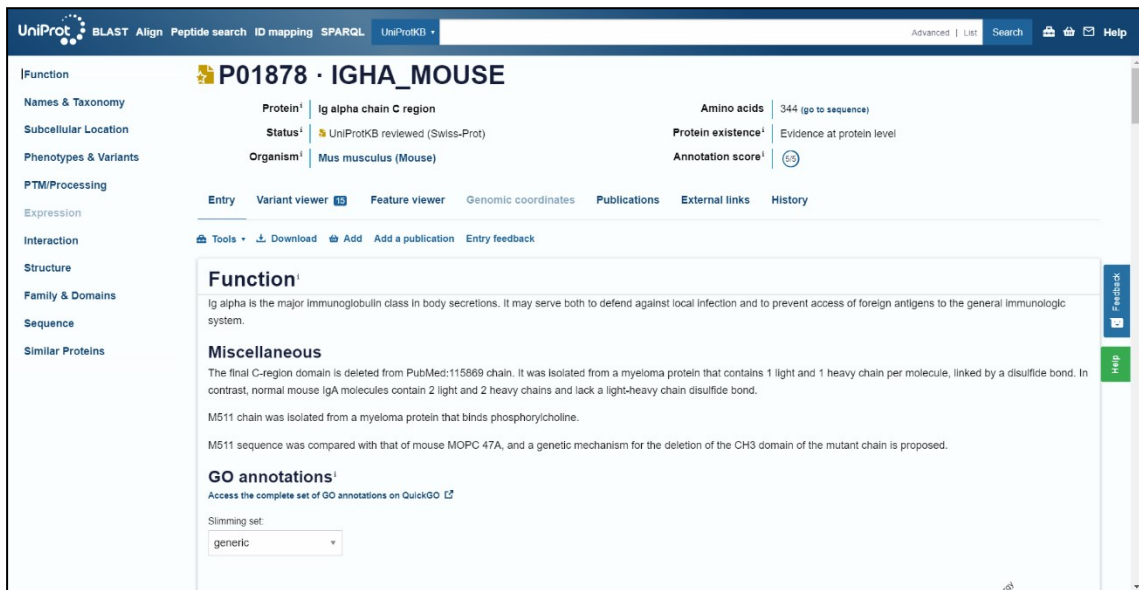 UniProt BLAST Align Peptide search ID mapping SPARQL UniProtKB Advanced | List Search Help
Function
Names & Taxonomy
Subcellular Location
Phenotypes & Variants
PTM/Processing
Expression
Interaction
Structure
Family & Domains
Sequence
Similar Proteins
P01878 · IGHA_MOUSE
Protein i Ig alpha chain C region Amino acids 344 (go to sequence)
Status i UniProtKB reviewed (Swiss-Prot) Protein existence i Evidence at protein level
Organism i Mus musculus (Mouse) Annotation score i 5/5
Entry Variant viewer 15 Feature viewer Genomic coordinates Publications External links History
Tools Download Add Add a publication Entry feedback
Function i
Ig alpha is the major immunoglobulin class in body secretions. It may serve both to defend against local infection and to prevent access of foreign antigens to the general immunologic
system.
Miscellaneous
The final C-region domain is deleted from PubMed:115869 chain. It was isolated from a myeloma protein that contains 1 light and 1 heavy chain per molecule, linked by a disulfide bond. In
contrast, normal mouse IgA molecules contain 2 light and 2 heavy chains and lack a light-heavy chain disulfide bond.
M511 chain was isolated from a myeloma protein that binds phosphorylcholine.
M511 sequence was compared with that of mouse MOPC 47A, and a genetic mechanism for the deletion of the CH3 domain of the mutant chain is proposed.
GO annotations i
Access the complete set of GO annotations on QuickGO
Slimming set:
generic
Feedback
Help